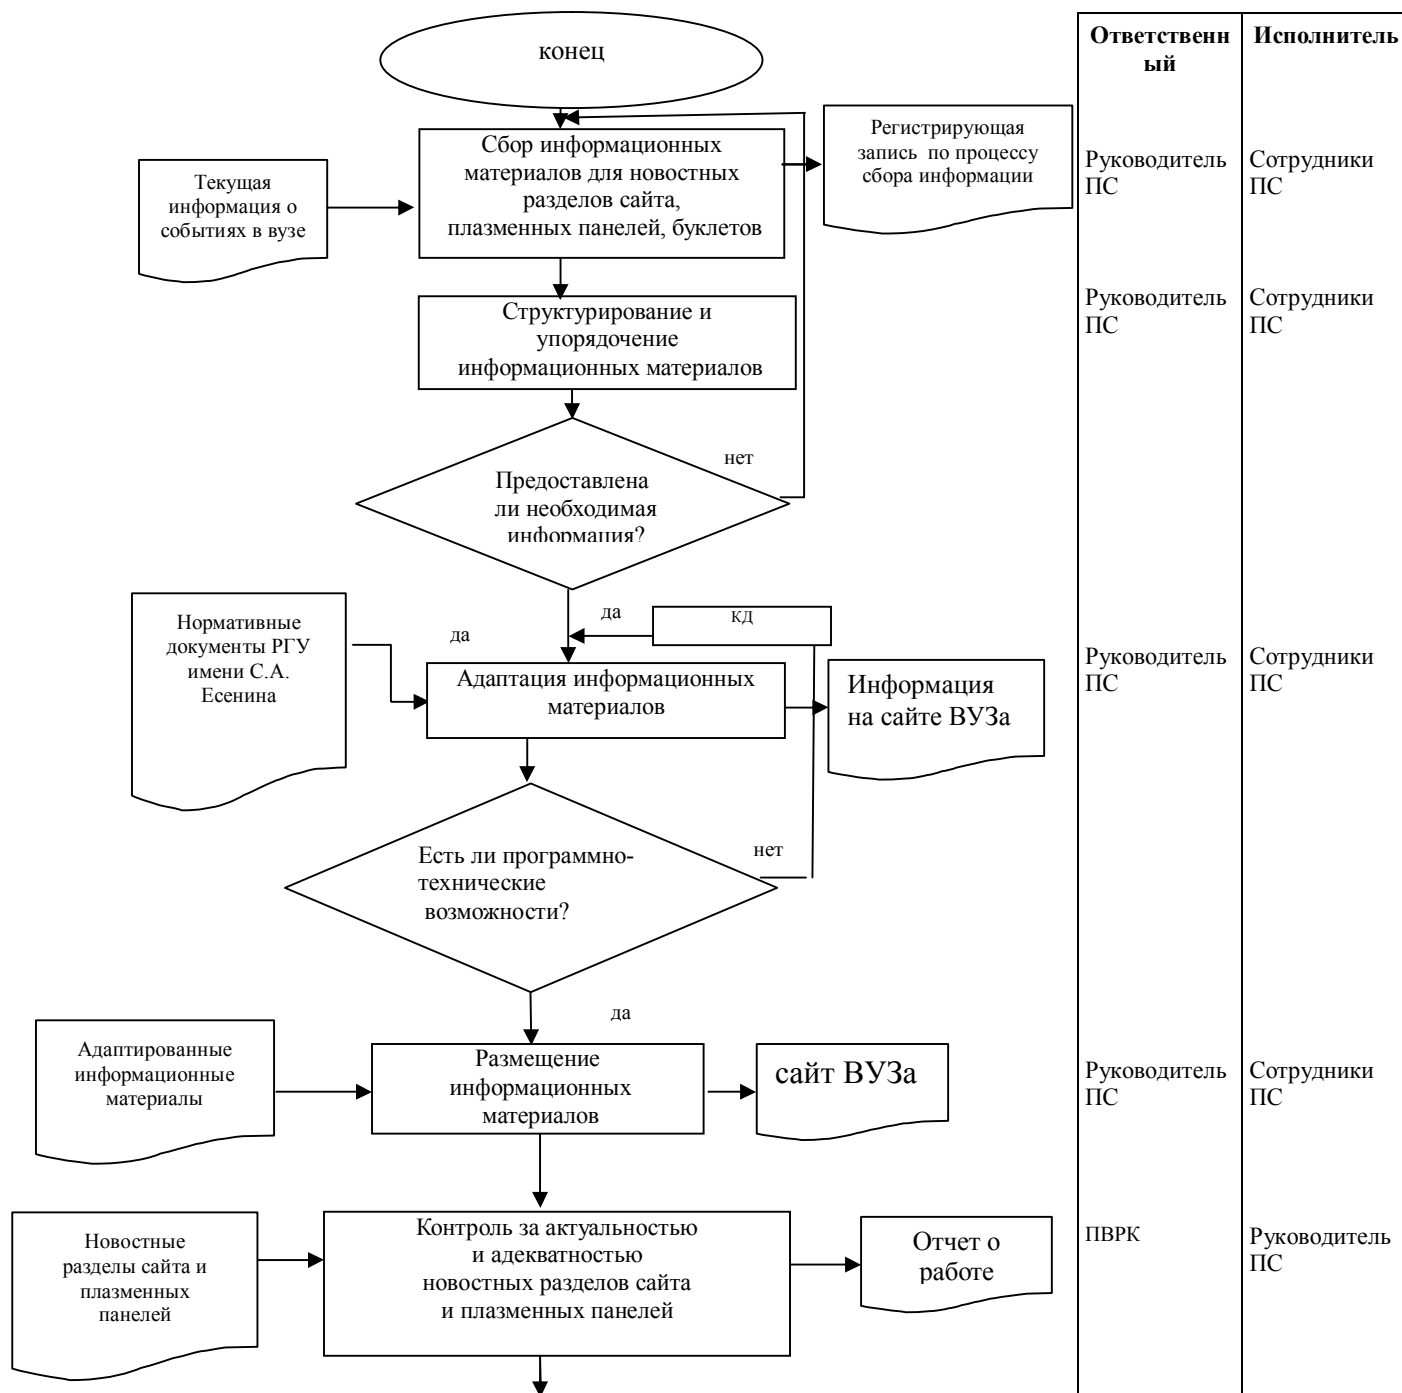 конец
Ответственн
ый
Исполнитель
Сбор информационных
материалов для новостных
разделов сайта,
плазменных панелей, буклетов
Регистрирующая
запись по процессу
сбора информации
Руководитель
ПС
Сотрудники
ПС
Текущая
информация о
событиях в вузе
Структурирование и
упорядочение
информационных материалов
Руководитель
ПС
Сотрудники
ПС
нет
Предоставлена
ли необходимая
информация?
Нормативные
документы РГУ
имени С.А.
Есенина
да
да
КД
Адаптация информационных
материалов
Информация
на сайте ВУЗа
Руководитель
ПС
Сотрудники
ПС
Есть ли программно-
технические
возможности?
нет
да
Адаптированные
информационные
материалы
Размещение
информационных
материалов
сайт ВУЗа
Руководитель
ПС
Сотрудники
ПС
Новостные
разделы сайта и
плазменных
панелей
Контроль за актуальностью
и адекватностью
новостных разделов сайта
и плазменных панелей
Отчет о
работе
ПВРК
Руководитель
ПС